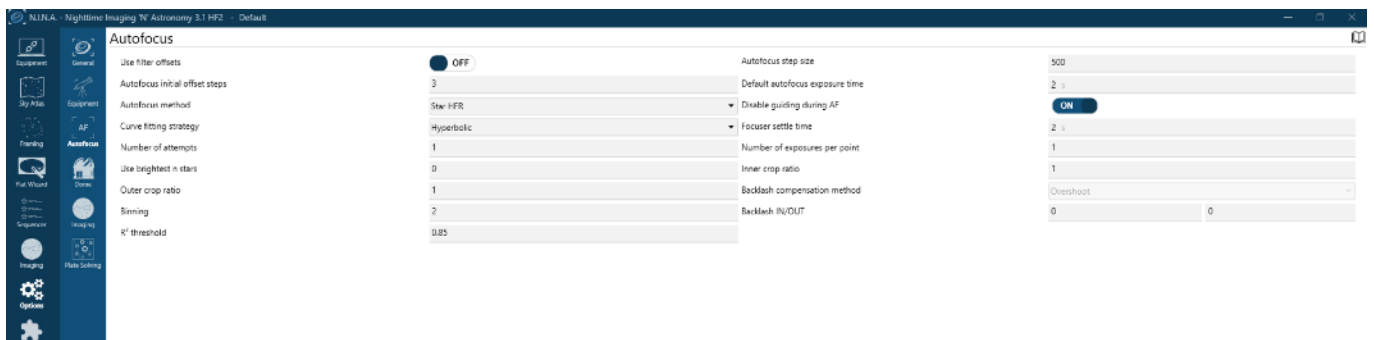 N.I.N.A. - Nighttime Imaging 'N' Astronomy 3.1 HF2 - Default
Equipment
Sky Atlas
Framing
Flat Wizard
Sequencer
Imaging
Options
General
Equipment
AF
Autofocus
Dome
Imaging
Plate Solving
Autofocus
Use filter offsets OFF
Autofocus initial offset steps 3
Autofocus method Star HFR
Curve fitting strategy Hyperbolic
Number of attempts 1
Use brightest n stars 0
Outer crop ratio 1
Binning 2
R² threshold 0.85
Autofocus step size 500
Default autofocus exposure time 2 s
Disable guiding during AF ON
Focuser settle time 2 s
Number of exposures per point 1
Inner crop ratio 1
Backlash compensation method Overshoot
Backlash IN/OUT 0 0